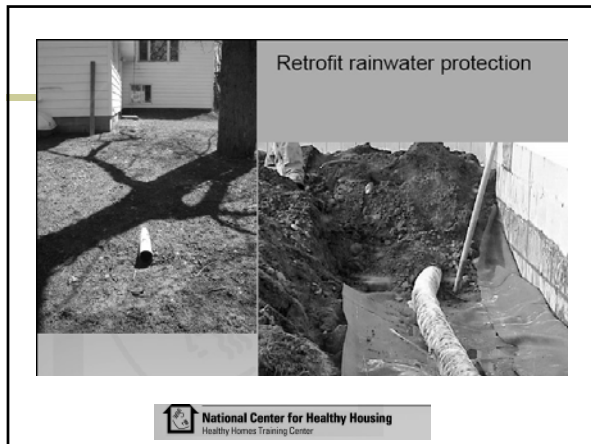 Retrofit rainwater protection
National Center for Healthy Housing
Healthy Homes Training Center